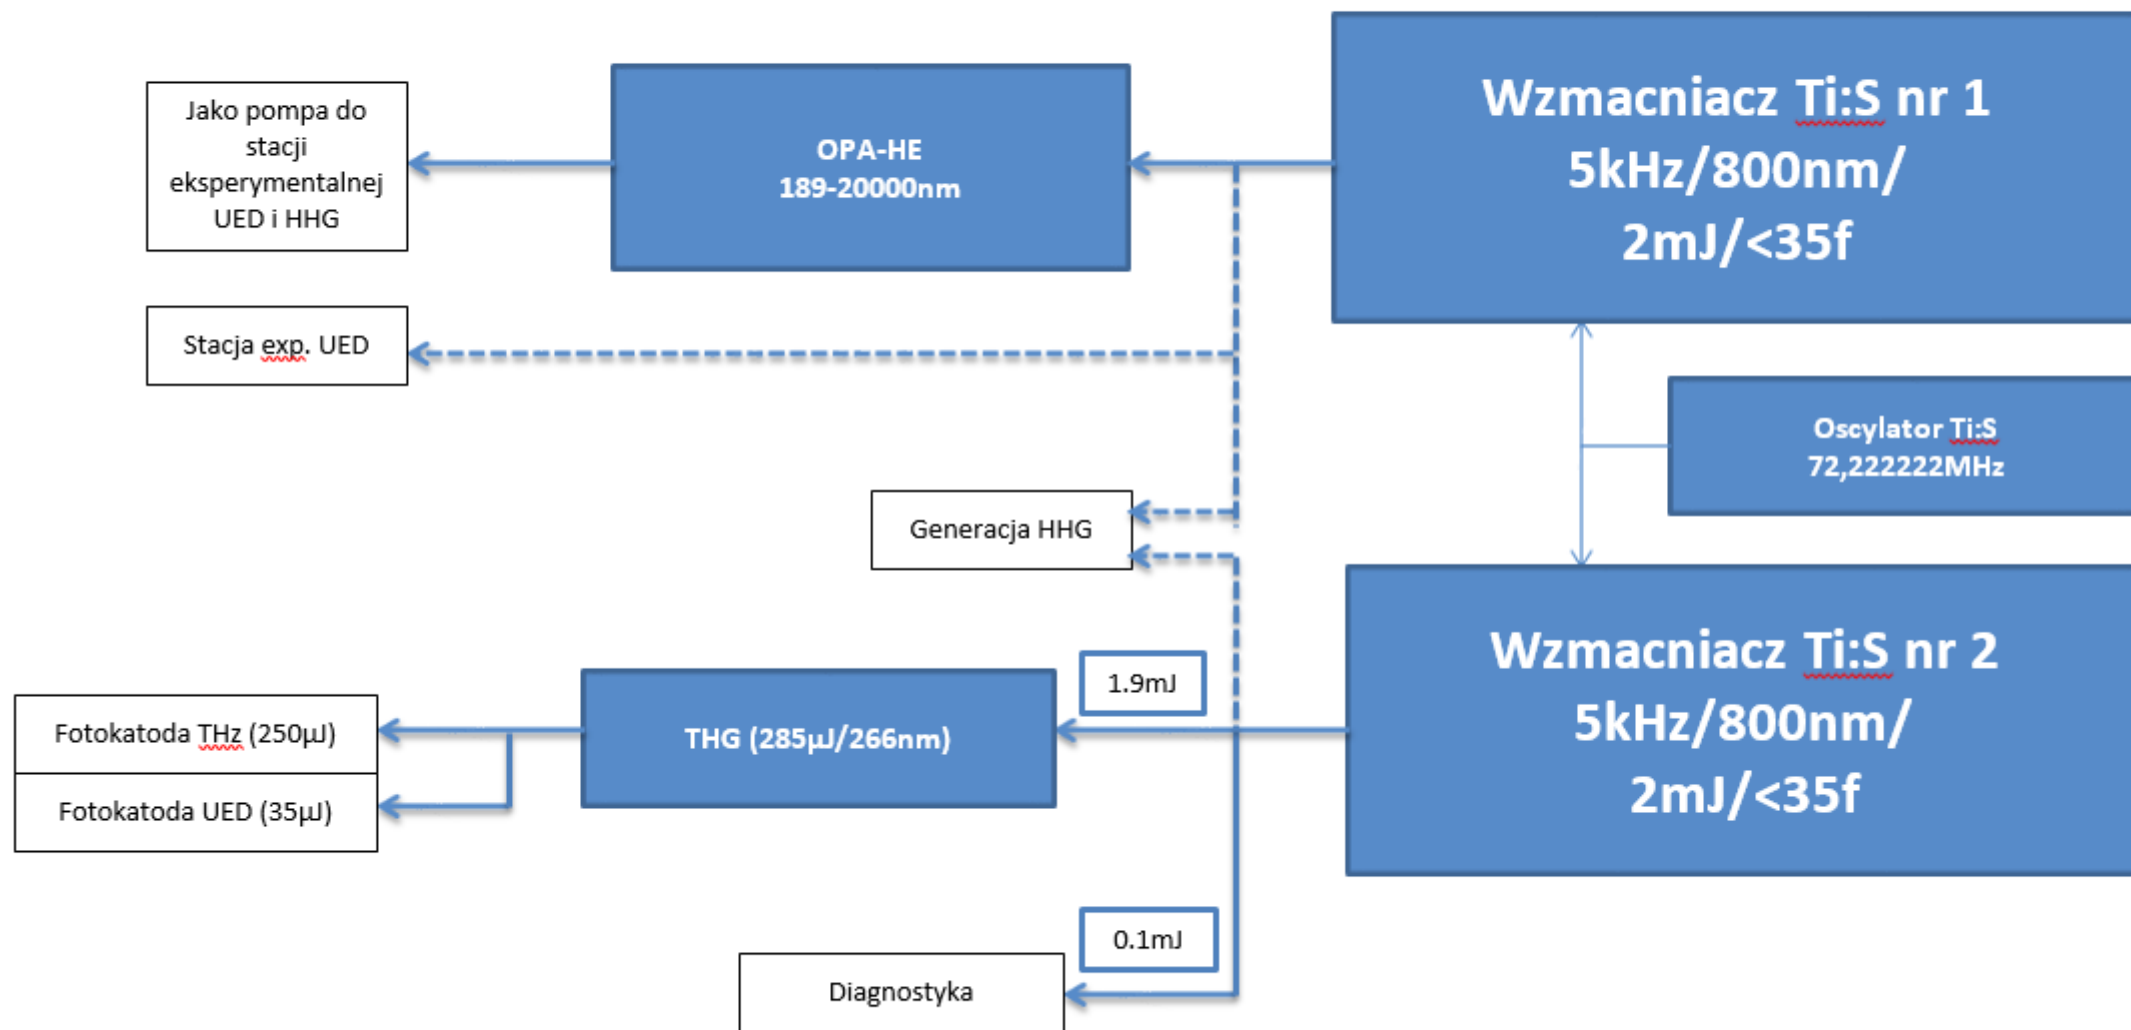 Jako pompa do
stacji
eksperymentalnej
UED i HHG
OPA-HE
189-20000nm
Wzmacniacz Ti:S nr 1
5kHz/800nm/
2mJ/<35f
Stacja exp. UED
Oscylator Ti:S
72,222222MHz
Generacja HHG
Wzmacniacz Ti:S nr 2
5kHz/800nm/
2mJ/<35f
1.9mJ
THG (285µJ/266nm)
Fotokatoda THz (250µJ)
Fotokatoda UED (35µJ)
0.1mJ
Diagnostyka